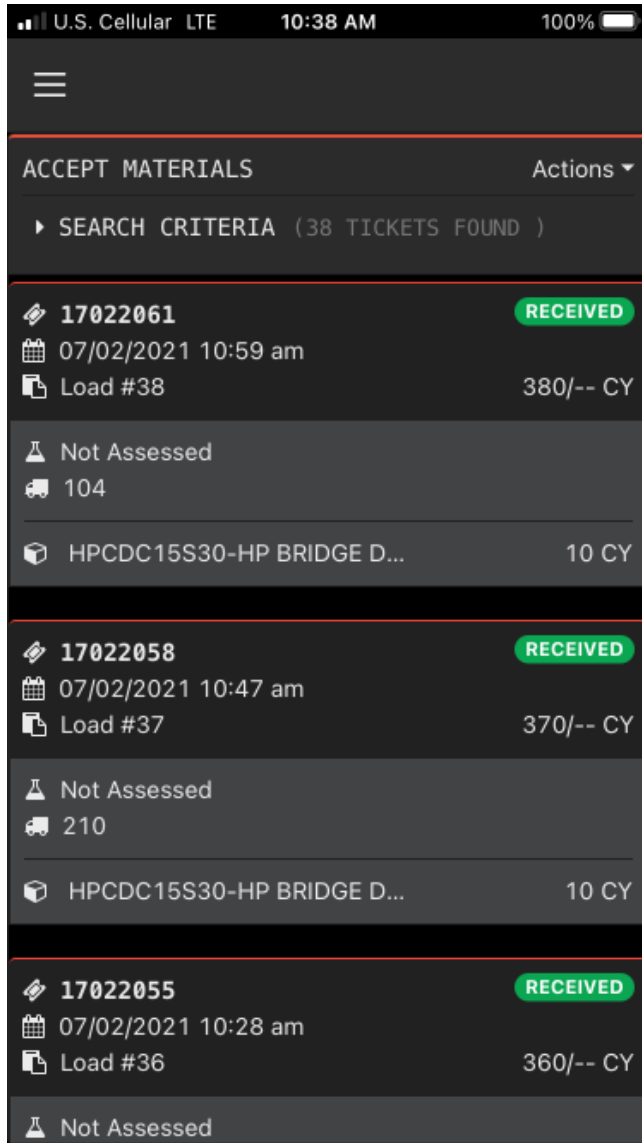 U.S. Cellular LTE 10:38 AM 100%
ACCEPT MATERIALS Actions
SEARCH CRITERIA (38 TICKETS FOUND )
17022061 RECEIVED
07/02/2021 10:59 am
Load #38 380/-- CY
Not Assessed
104
HPCDC15S30-HP BRIDGE D... 10 CY
17022058 RECEIVED
07/02/2021 10:47 am
Load #37 370/-- CY
Not Assessed
210
HPCDC15S30-HP BRIDGE D... 10 CY
17022055 RECEIVED
07/02/2021 10:28 am
Load #36 360/-- CY
Not Assessed